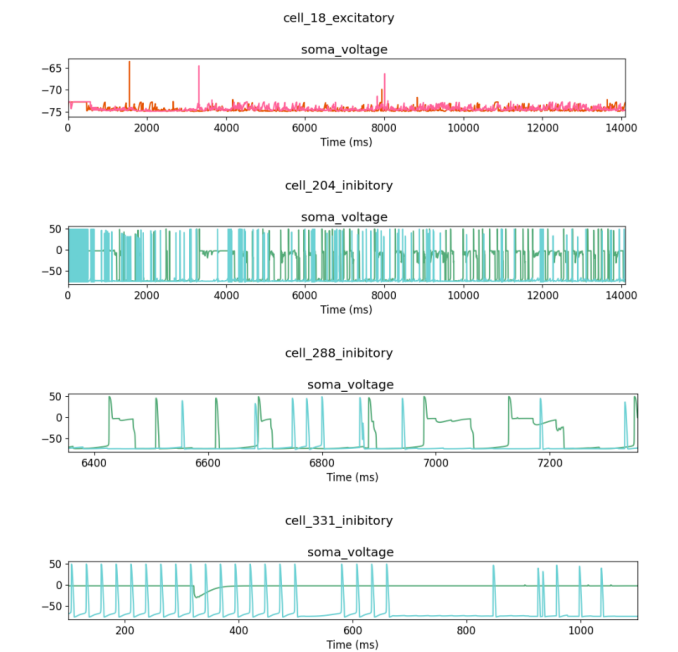 cell_18_excitatory
soma_voltage
−65
−70
−75
0 2000 4000 6000 8000 10000 12000 14000
Time (ms)
cell_204_inibitory
soma_voltage
50
0
−50
0 2000 4000 6000 8000 10000 12000 14000
Time (ms)
cell_288_inibitory
soma_voltage
50
0
−50
6400 6600 6800 7000 7200
Time (ms)
cell_331_inibitory
soma_voltage
50
0
−50
200 400 600 800 1000
Time (ms)